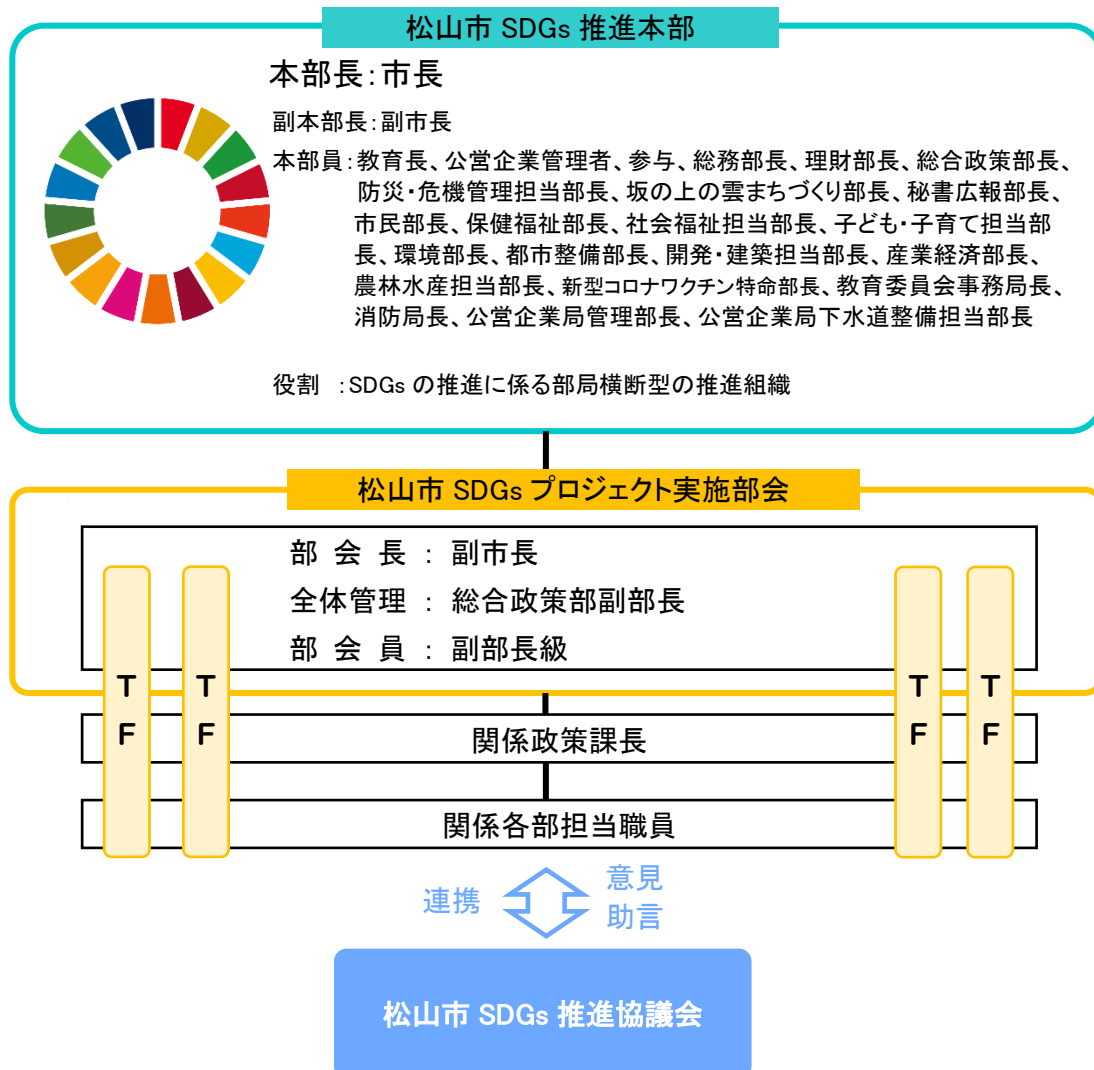 松山市 SDGs 推進本部
本部長：市長
副本部長：副市長
本部員：教育長、公営企業管理者、参与、総務部長、理財部長、総合政策部長、
防災・危機管理担当部長、坂の上の雲まちづくり部長、秘書広報部長、
市民部長、保健福祉部長、社会福祉担当部長、子ども・子育て担当部
長、環境部長、都市整備部長、開発・建築担当部長、産業経済部長、
農林水産担当部長、新型コロナワクチン特命部長、教育委員会事務局長、
消防局長、公営企業局管理部長、公営企業局下水道整備担当部長
役割 ：SDGs の推進に係る部局横断型の推進組織
松山市 SDGs プロジェクト実施部会
部 会 長 ： 副市長
全体管理 ： 総合政策部副部長
部 会 員 ： 副部長級
TF
TF
TF
TF
関係政策課長
関係各部担当職員
連携
意見
助言
松山市 SDGs 推進協議会